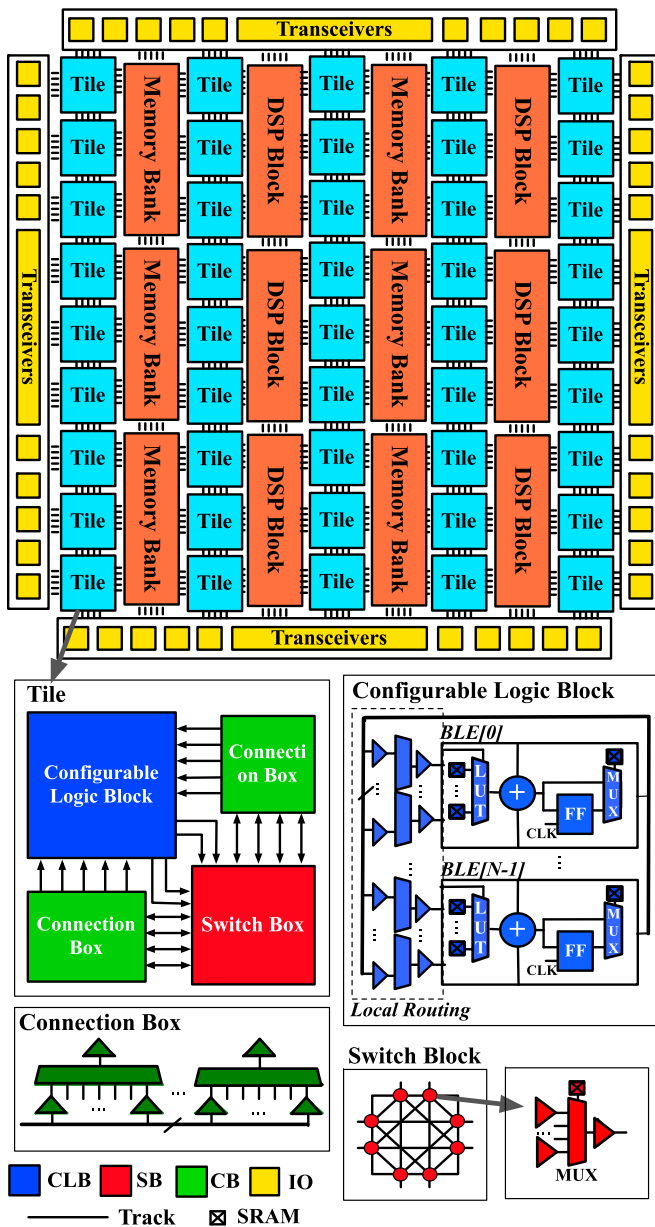 Transceivers
Tile Tile Tile Tile Tile
Memory Bank DSP Block Memory Bank DSP Block
Tile Tile Tile Tile Tile
Tile Tile Tile Tile Tile
Transceivers Transceivers
Tile Tile Tile Tile Tile
Memory Bank DSP Block Memory Bank DSP Block
Tile Tile Tile Tile Tile
Tile Tile Tile Tile Tile
Tile Tile Tile Tile Tile
Memory Bank DSP Block Memory Bank DSP Block
Tile Tile Tile Tile Tile
Tile Tile Tile Tile Tile
Transceivers
Tile
Configurable
Logic Block
Connecti
on Box
Connection
Box
Switch Box
Configurable Logic Block
BLE[0]
LUT
+
FF
MUX
CLK
BLE[N-1]
LUT
+
FF
MUX
CLK
Local Routing
Connection Box
Switch Block
MUX
CLB SB CB IO
Track SRAM